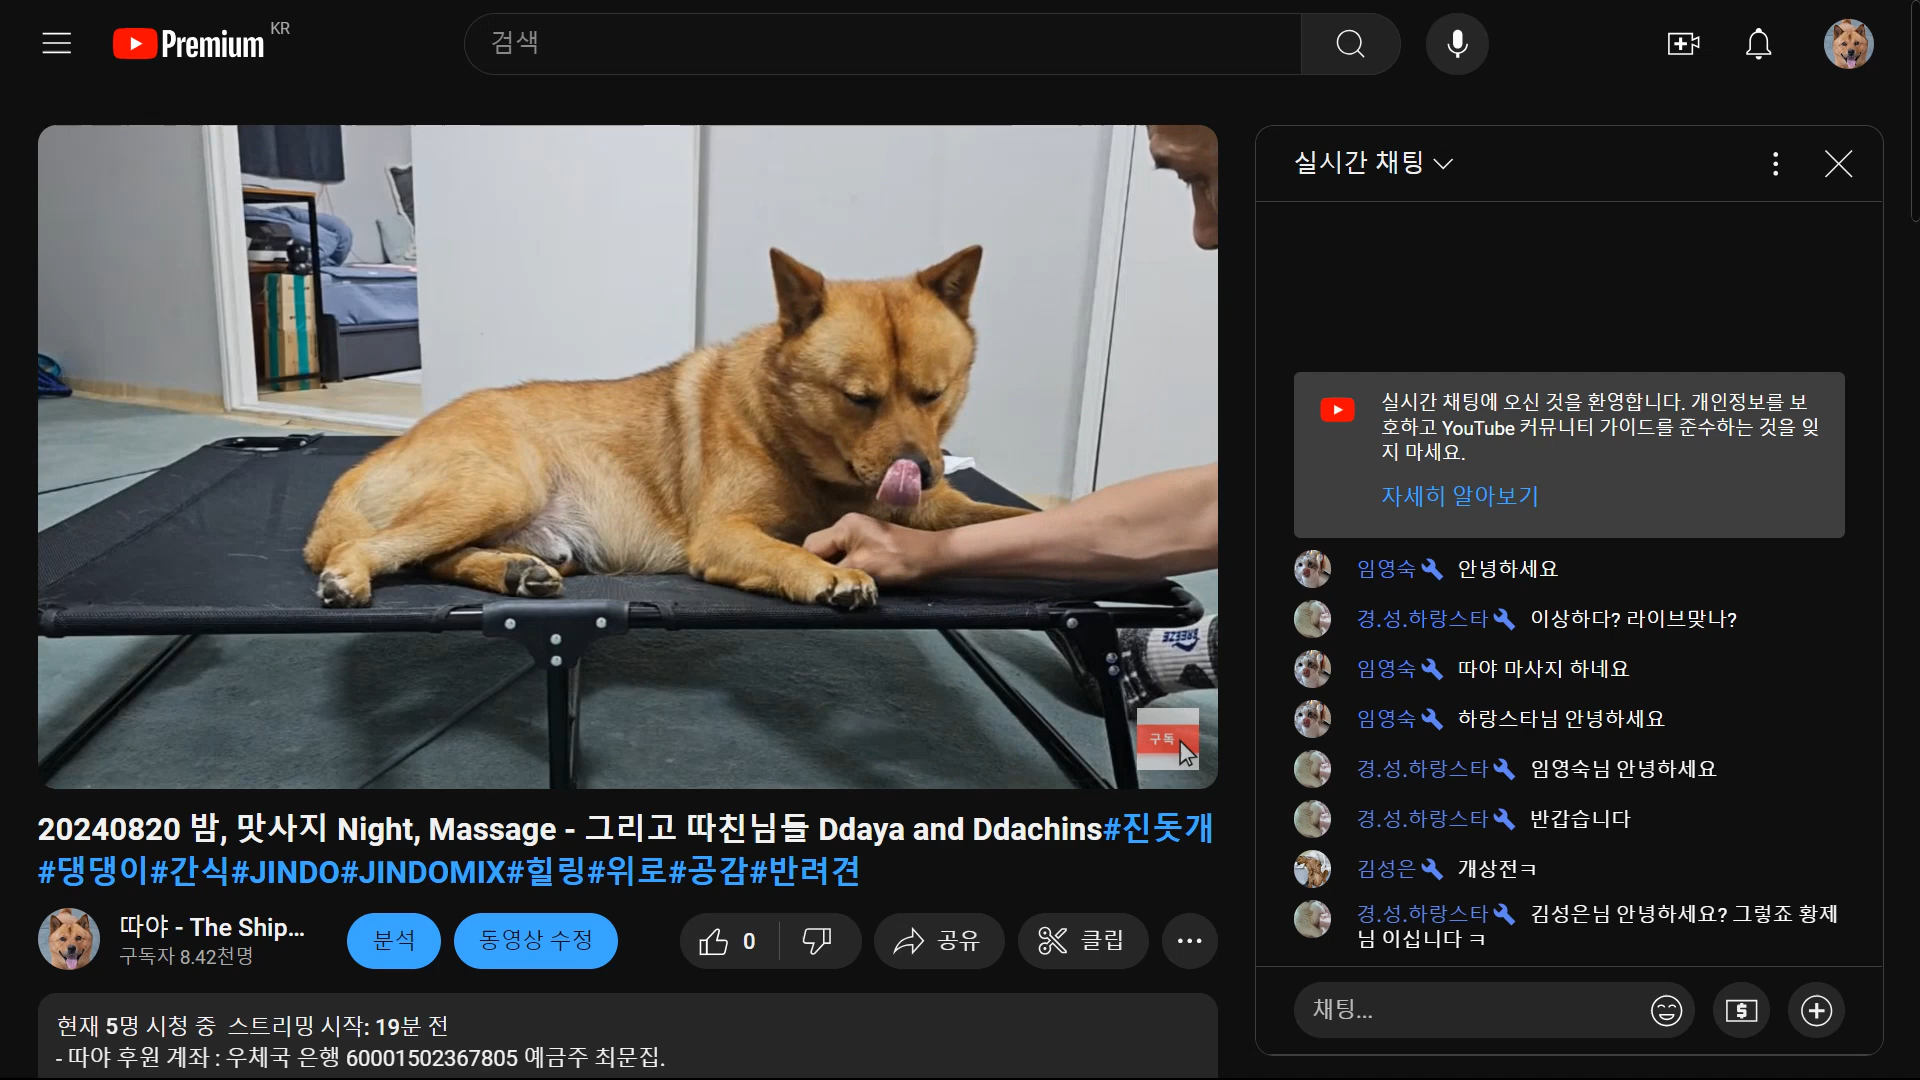 Premium KR
검색
실시간 채팅
실시간 채팅에 오신 것을 환영합니다. 개인정보를 보
호하고 YouTube 커뮤니티 가이드를 준수하는 것을 잊
지 마세요.
자세히 알아보기
임영숙 안녕하세요
경.성.하랑스타 이상하다? 라이브맞나?
임영숙 따야 마사지 하네요
임영숙 하랑스타님 안녕하세요
경.성.하랑스타 임영숙님 안녕하세요
경.성.하랑스타 반갑습니다
김성은 개상전ㅋ
경.성.하랑스타 김성은님 안녕하세요? 그렇죠 황제
님 이십니다 ㅋ
채팅...
FREEZE
구독
20240820 밤, 맛사지 Night, Massage - 그리고 따친님들 Ddaya and Ddachins#진돗개
#댕댕이#간식#JINDO#JINDOMIX#힐링#위로#공감#반려견
따야 - The Ship...
구독자 8.42천명
분석
동영상 수정
0
공유
클립
현재 5명 시청 중 스트리밍 시작: 19분 전
- 따야 후원 계좌 : 우체국 은행 60001502367805 예금주 최문집.